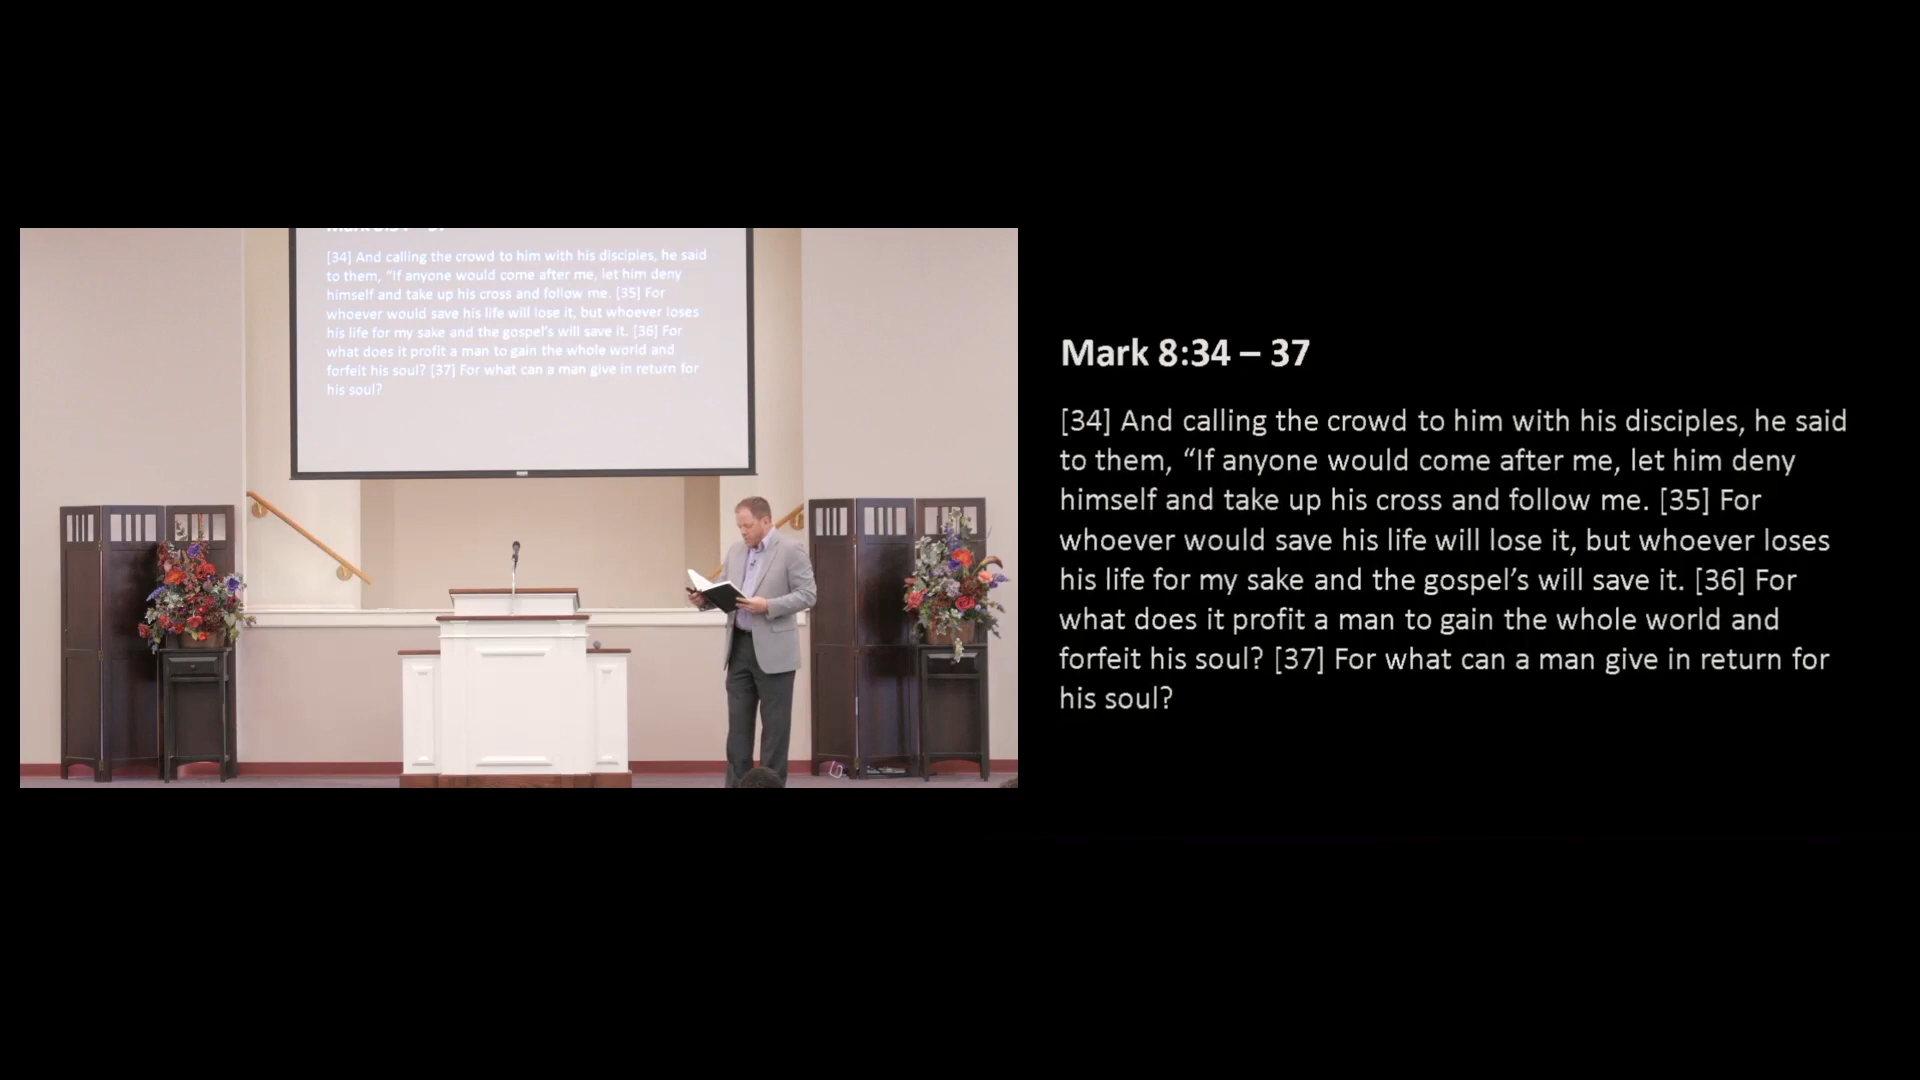 [34] And calling the crowd to him with his disciples, he said
to them, “If anyone would come after me, let him deny
himself and take up his cross and follow me. [35] For
whoever would save his life will lose it, but whoever loses
his life for my sake and the gospel’s will save it. [36] For
what does it profit a man to gain the whole world and
forfeit his soul? [37] For what can a man give in return for
his soul?
Mark 8:34 – 37
[34] And calling the crowd to him with his disciples, he said
to them, “If anyone would come after me, let him deny
himself and take up his cross and follow me. [35] For
whoever would save his life will lose it, but whoever loses
his life for my sake and the gospel’s will save it. [36] For
what does it profit a man to gain the whole world and
forfeit his soul? [37] For what can a man give in return for
his soul?